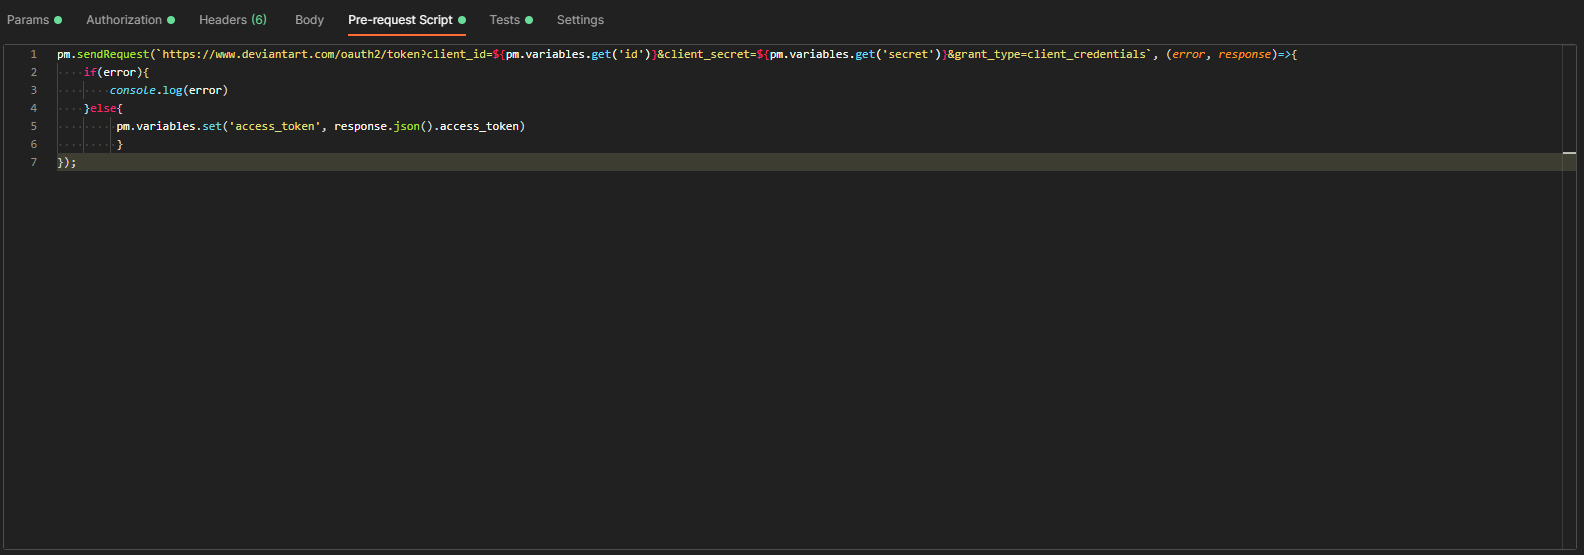 Params Authorization Headers (6) Body Pre-request Script Tests Settings
1 pm.sendRequest(`https://www.deviantart.com/oauth2/token?client_id=${pm.variables.get('id')}&client_secret=${pm.variables.get('secret')}&grant_type=client_credentials`, (error, response)=>{
2 if(error){
3 console.log(error)
4 }else{
5 pm.variables.set('access_token', response.json().access_token)
6 }
7 });